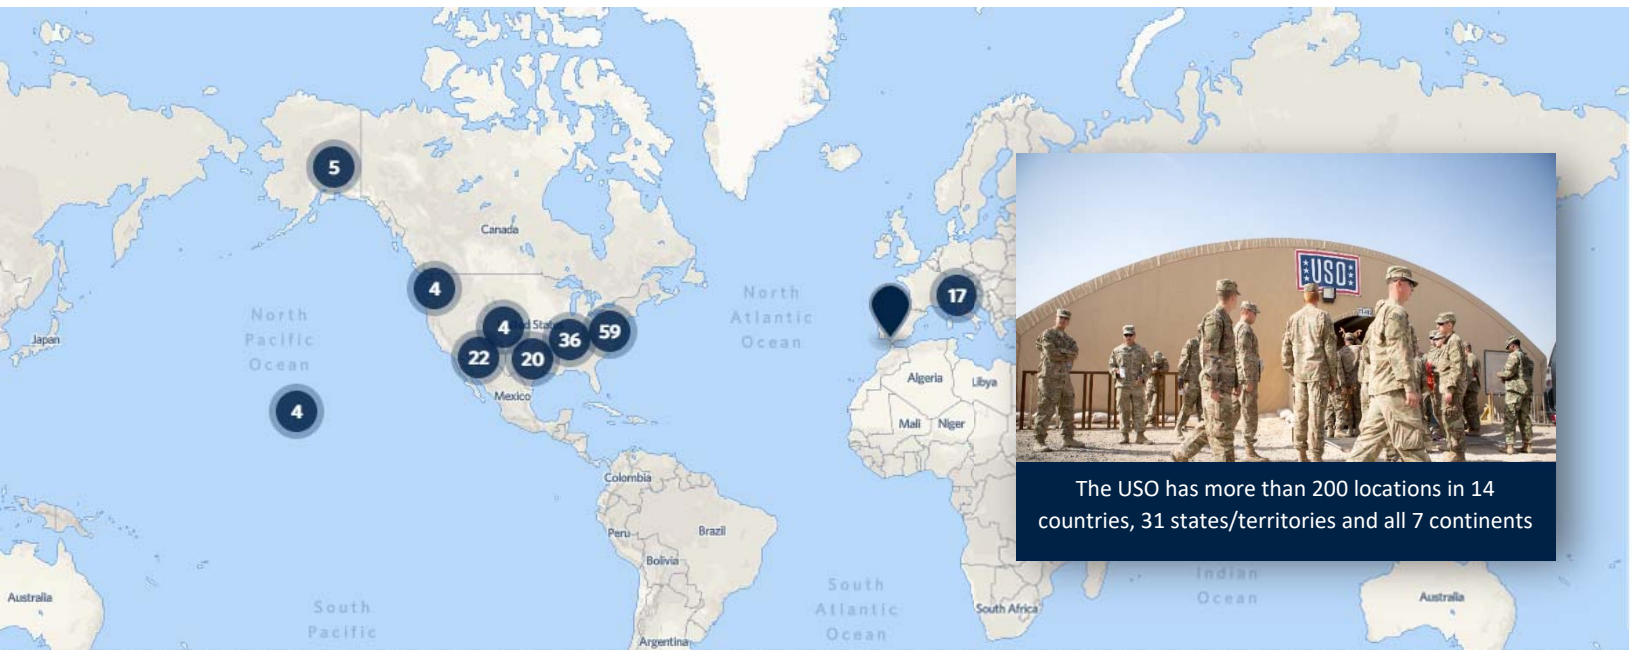 5
Canada
4
North
Pacific
Ocean
Japan
4
United States
36
59
22
20
Mexico
4
North
Atlantic
Ocean
17
Algeria
Libya
Mali
Niger
USO
The USO has more than 200 locations in 14
countries, 31 states/territories and all 7 continents
Colombia
Peru
Brazil
Bolivia
Australia
South
Pacific
South
Atlantic
Ocean
South Africa
Indian
Ocean
Australia
Argentina